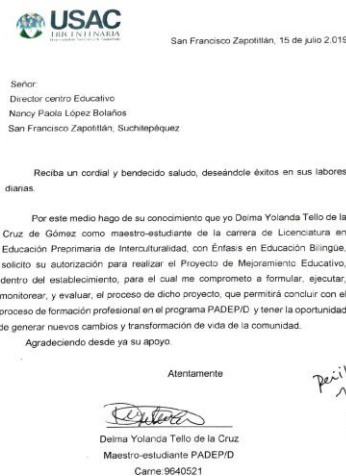 USAC
TRICENTENARIA
San Francisco Zapotitlán, 15 de julio 2.019
Señor:
Director centro Educativo
Nancy Paola López Bolaños
San Francisco Zapotitlán, Suchitepéquez
Reciba un cordial y bendecido saludo, deseándole éxitos en sus labores
diarias.
Por este medio hago de su conocimiento que yo Delma Yolanda Tello de la
Cruz de Gómez como maestro-estudiante de la carrera de Licenciatura en
Educación Preprimaria de Interculturalidad, con Énfasis en Educación Bilingüe,
solicito su autorización para realizar el Proyecto de Mejoramiento Educativo,
dentro del establecimiento, para el cual me comprometo a formular, ejecutar,
monitorear, y evaluar, el proceso de dicho proyecto, que permitirá concluir con el
proceso de formación profesional en el programa PADEP/D y tener la oportunidad
de generar nuevos cambios y transformación de vida de la comunidad.
Agradeciendo desde ya su apoyo.
Atentamente
Delma Yolanda Tello de la Cruz
Maestro-estudiante PADEP/D
Carne:9640521